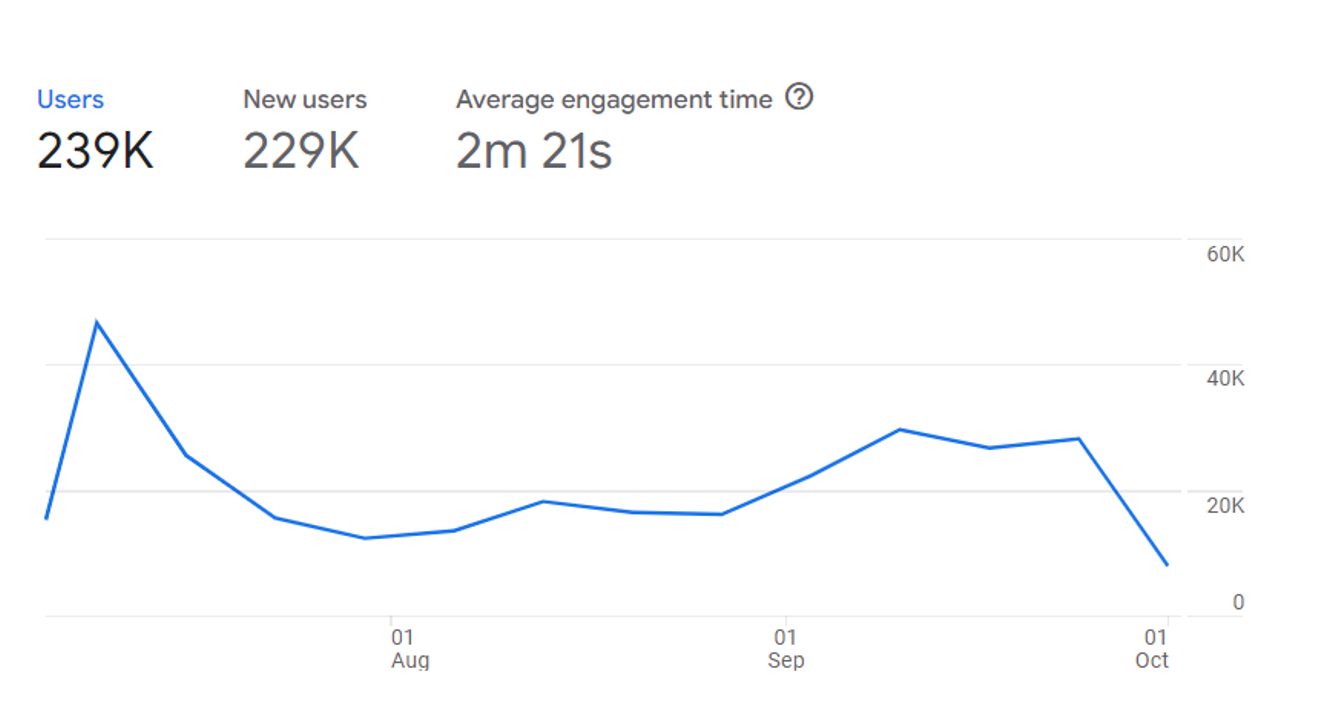 Users New users Average engagement time ?
239K 229K 2m 21s
60K
40K
20K
0
01 01 01
Aug Sep Oct